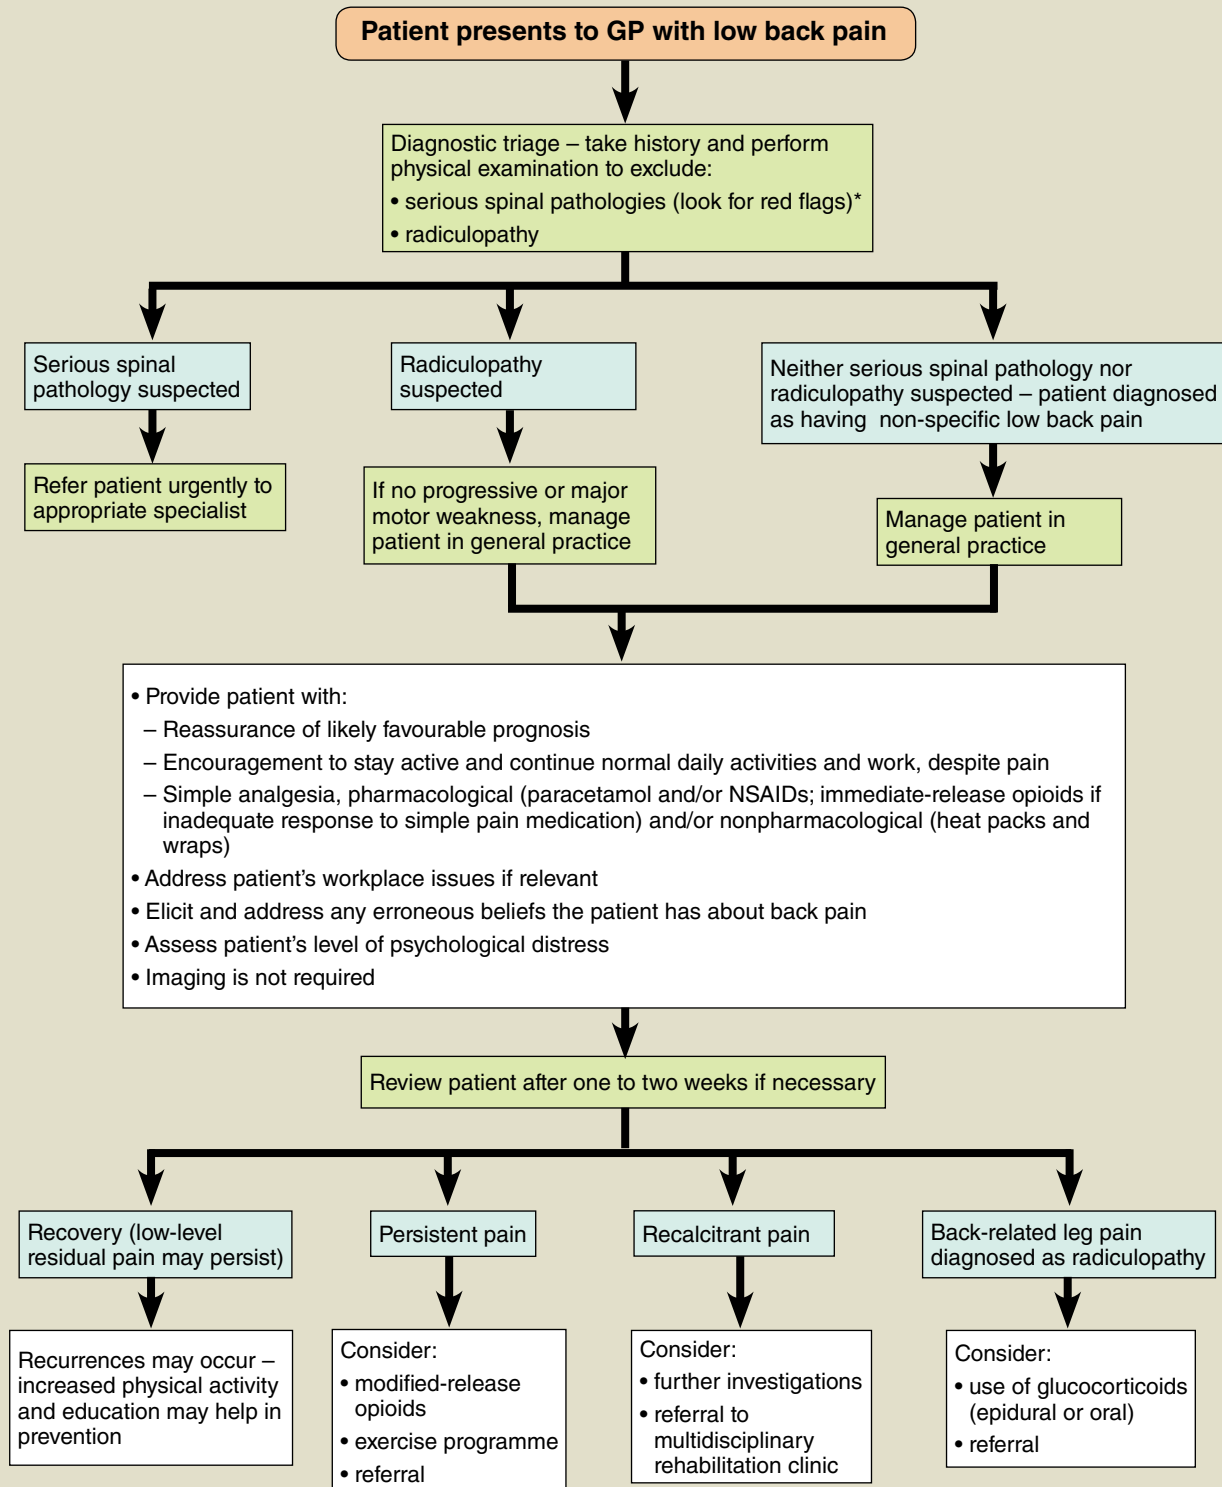 Patient presents to GP with low back pain
Diagnostic triage – take history and perform
physical examination to exclude:
• serious spinal pathologies (look for red flags)*
• radiculopathy
Serious spinal
pathology suspected
Radiculopathy
suspected
Neither serious spinal pathology nor
radiculopathy suspected – patient diagnosed
as having non-specific low back pain
Refer patient urgently to
appropriate specialist
If no progressive or major
motor weakness, manage
patient in general practice
Manage patient in
general practice
• Provide patient with:
– Reassurance of likely favourable prognosis
– Encouragement to stay active and continue normal daily activities and work, despite pain
– Simple analgesia, pharmacological (paracetamol and/or NSAIDs; immediate-release opioids if
inadequate response to simple pain medication) and/or nonpharmacological (heat packs and
wraps)
• Address patient's workplace issues if relevant
• Elicit and address any erroneous beliefs the patient has about back pain
• Assess patient's level of psychological distress
• Imaging is not required
Review patient after one to two weeks if necessary
Recovery (low-level
residual pain may persist)
Persistent pain
Recalcitrant pain
Back-related leg pain
diagnosed as radiculopathy
Recurrences may occur –
increased physical activity
and education may help in
prevention
Consider:
• modified-release
opioids
• exercise programme
• referral
Consider:
• further investigations
• referral to
multidisciplinary
rehabilitation clinic
Consider:
• use of glucocorticoids
(epidural or oral)
• referral